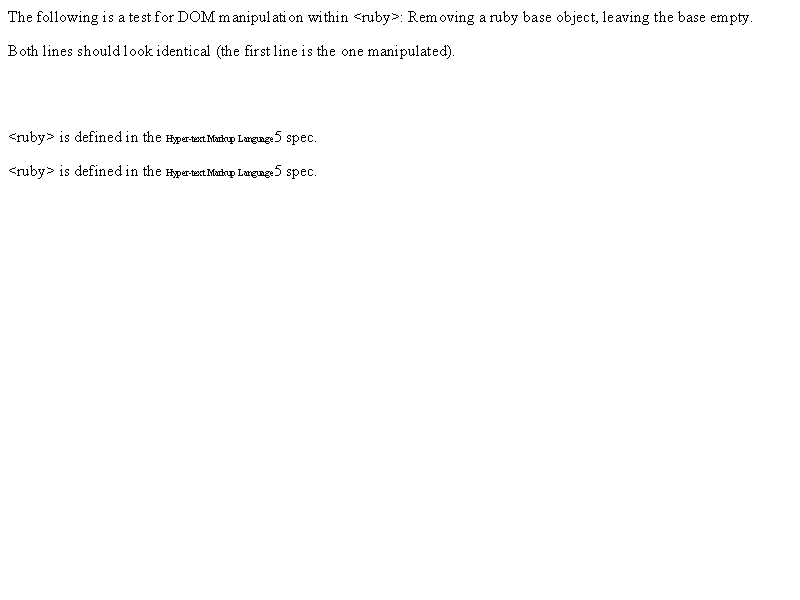 The following is a test for DOM manipulation within <ruby>: Removing a ruby base object, leaving the base empty.
Both lines should look identical (the first line is the one manipulated).
<ruby> is defined in the Hyper-text Markup Language5 spec.
<ruby> is defined in the Hyper-text Markup Language5 spec.